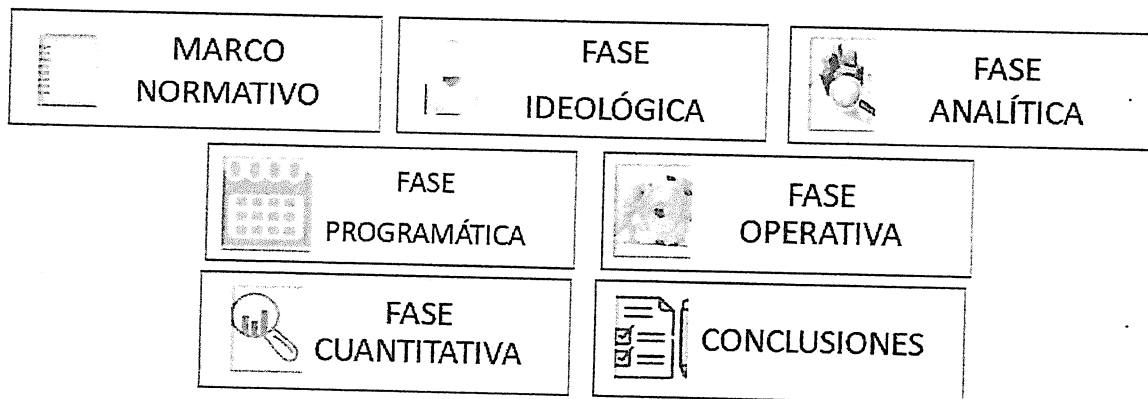 MARCO
NORMATIVO
FASE
IDEOLÓGICA
FASE
ANALÍTICA
FASE
PROGRAMÁTICA
FASE
OPERATIVA
FASE
CUANTITATIVA
CONCLUSIONES